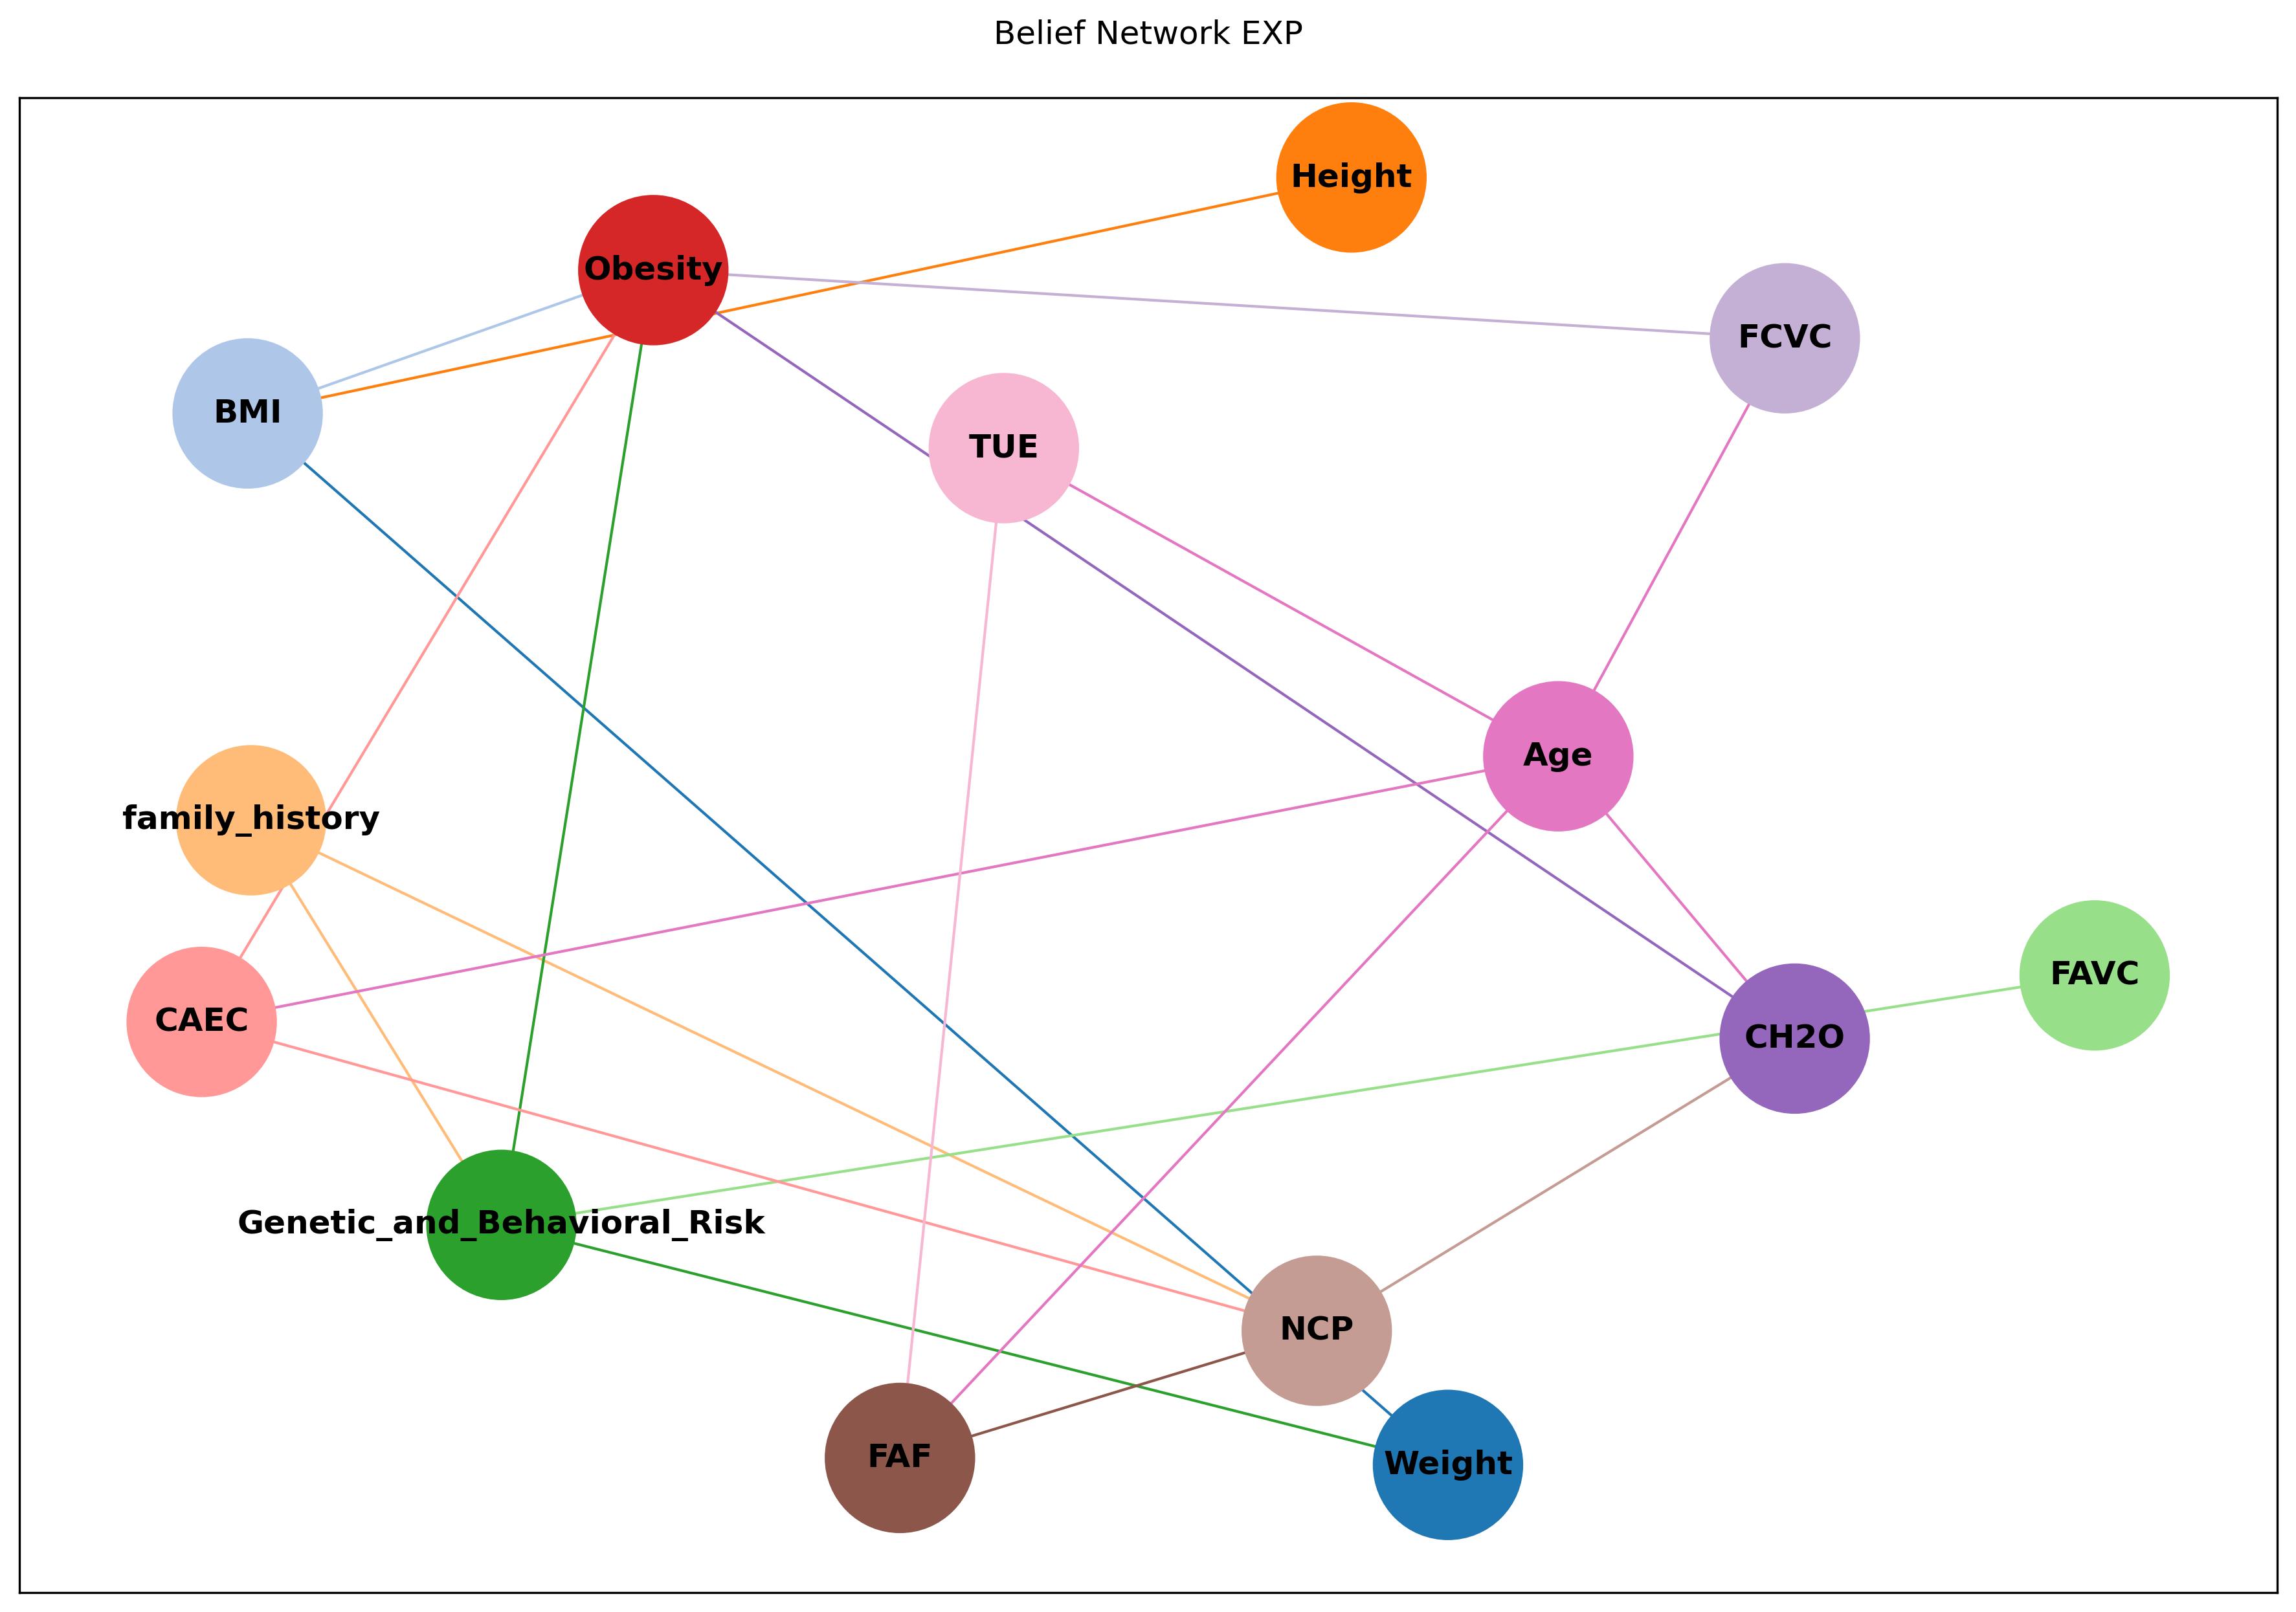 Belief Network EXP
Height
Obesity
FCVC
BMI
TUE
Age
family_history
FAVC
CAEC
CH2O
Genetic_and_Behavioral_Risk
NCP
FAF
Weight